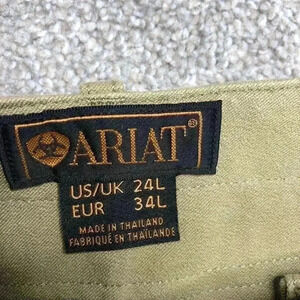 ARIAT®
US/UK 24L
EUR 34L
MADE IN THAILAND
FABRIQUÉ EN THAÏLANDE